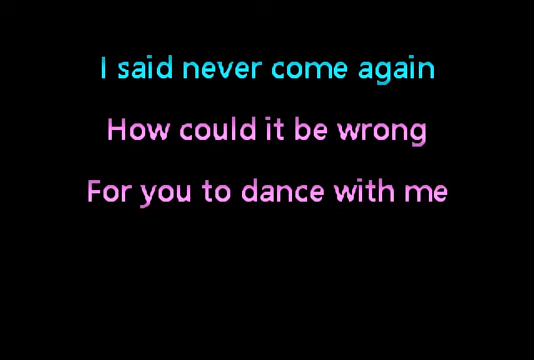 I said never come again
How could it be wrong
For you to dance with me